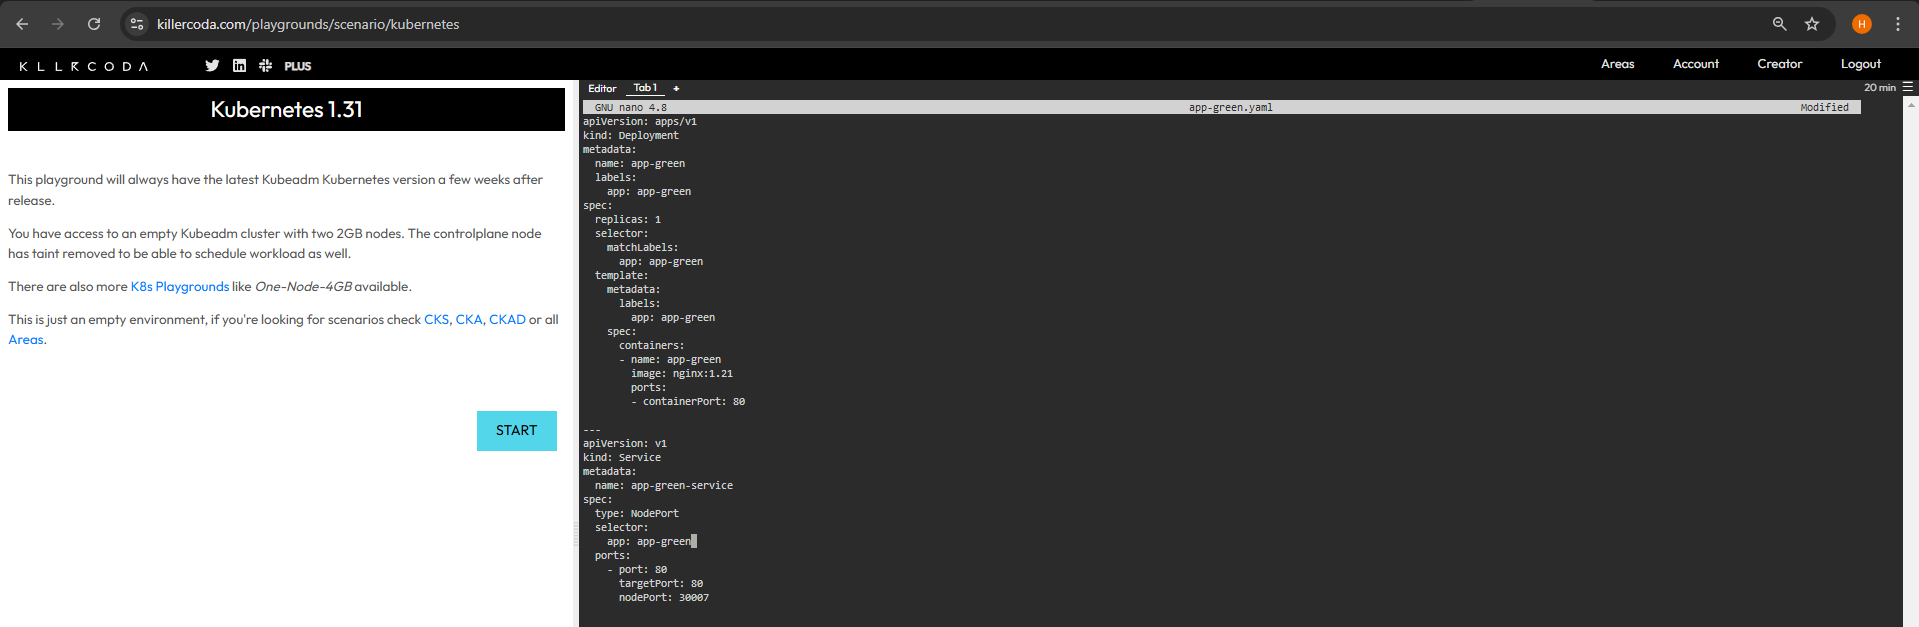 killercoda.com/playgrounds/scenario/kubernetes
H
KLLRCODA
PLUS
Areas
Account
Creator
Logout
Kubernetes 1.31
This playground will always have the latest Kubeadm Kubernetes version a few weeks after
release.
You have access to an empty Kubeadm cluster with two 2GB nodes. The controlplane node
has taint removed to be able to schedule workload as well.
There are also more K8s Playgrounds like One-Node-4GB available.
This is just an empty environment, if you're looking for scenarios check CKS, CKA, CKAD or all
Areas.
START
Editor
Tab 1
+
20 min
GNU nano 4.8
app-green.yaml
Modified
apiVersion: apps/v1
kind: Deployment
metadata:
  name: app-green
  labels:
    app: app-green
spec:
  replicas: 1
  selector:
    matchLabels:
      app: app-green
  template:
    metadata:
      labels:
        app: app-green
    spec:
      containers:
      - name: app-green
        image: nginx:1.21
        ports:
        - containerPort: 80
---
apiVersion: v1
kind: Service
metadata:
  name: app-green-service
spec:
  type: NodePort
  selector:
    app: app-green
  ports:
    - port: 80
      targetPort: 80
      nodePort: 30007